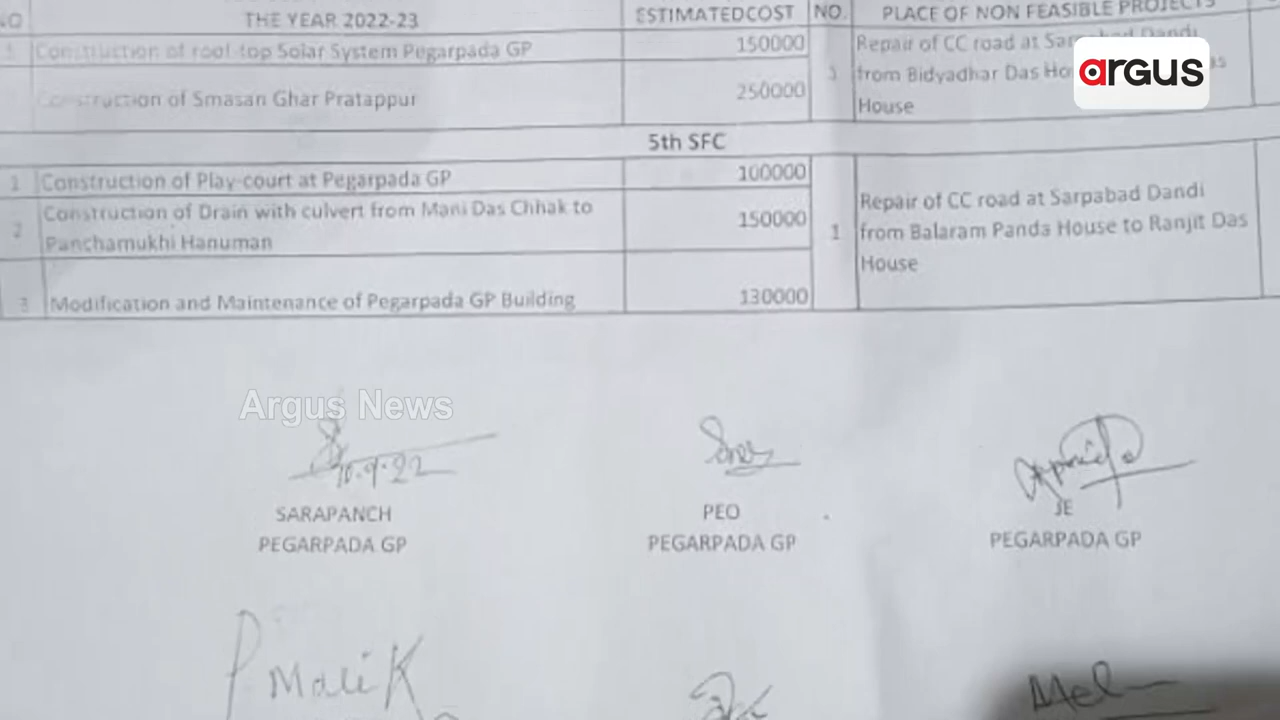 NO
THE YEAR 2022-23
ESTIMATEDCOST
NO.
PLACE OF NON FEASIBLE PROJECTS
1
Construction of roof-top Solar System Pegarpada GP
150000
Construction of Smasan Ghar Pratappur
250000
Repair of CC road at Dandi
from Bidyadhar Das
House
argus
5th SFC
1
Construction of Play-court at Pegarpada GP
100000
2
Construction of Drain with culvert from Mani Das Chhak to
Panchamukhi Hanuman
150000
3
Modification and Maintenance of Pegarpada GP Building
130000
1
Repair of CC road at Sarpabad Dandi
from Balaram Panda House to Ranjit Das
House
Argus News
10.9.22
SARAPANCH
PEGARPADA GP
PEO
PEGARPADA GP
JE
PEGARPADA GP
P Malik